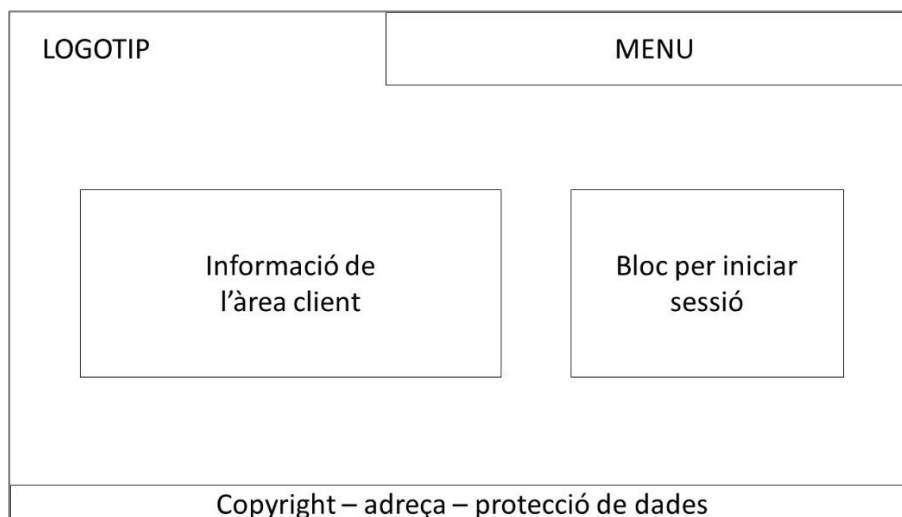 LOGOTIP
MENU
Informació de
l’àrea client
Bloc per iniciar
sessió
Copyright – adreça – protecció de dades